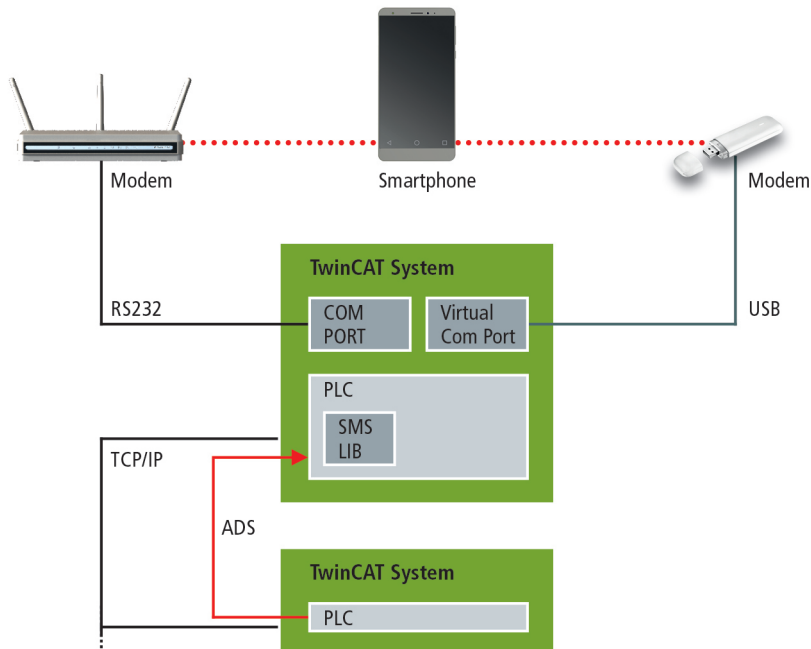 Modem
Smartphone
Modem
TwinCAT System
RS232
COM
PORT
Virtual
Com Port
USB
PLC
SMS
LIB
TCP/IP
ADS
TwinCAT System
PLC